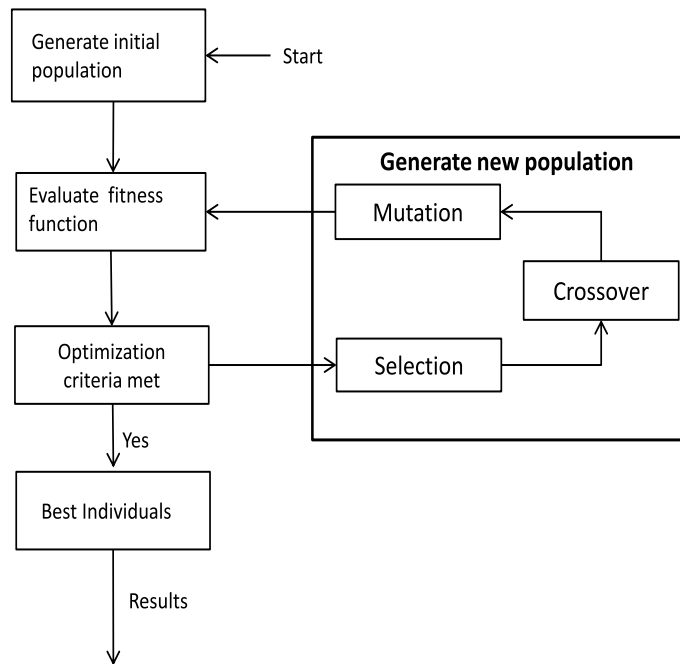 Generate initial
population
Start
Generate new population
Evaluate fitness
function
Mutation
Crossover
Optimization
criteria met
Selection
Yes
Best Individuals
Results